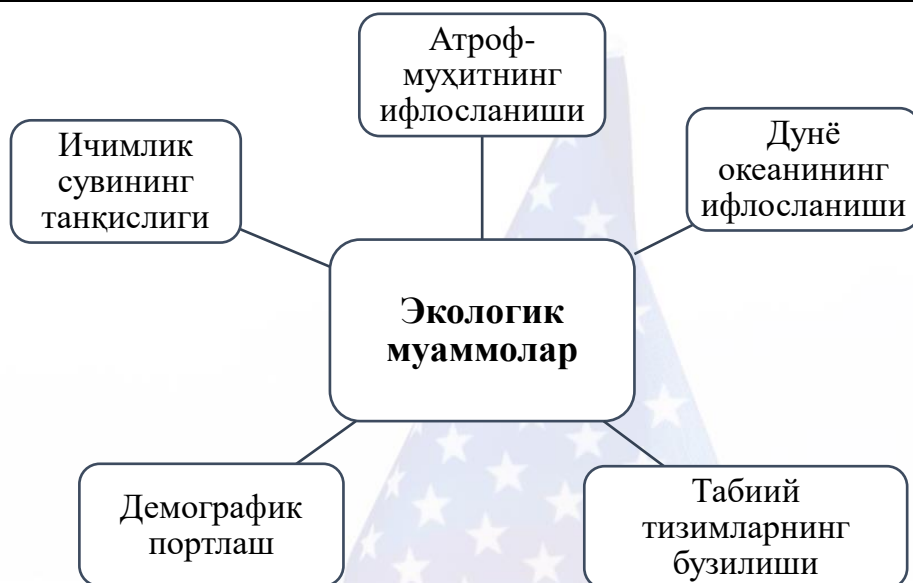 Атроф-
муҳитнинг
ифлосланиши
Ичимлик
сувининг
танқислиги
Дунё
океанининг
ифлосланиши
Экологик
муаммолар
Демографик
портлаш
Табиий
тизимларнинг
бузилиши